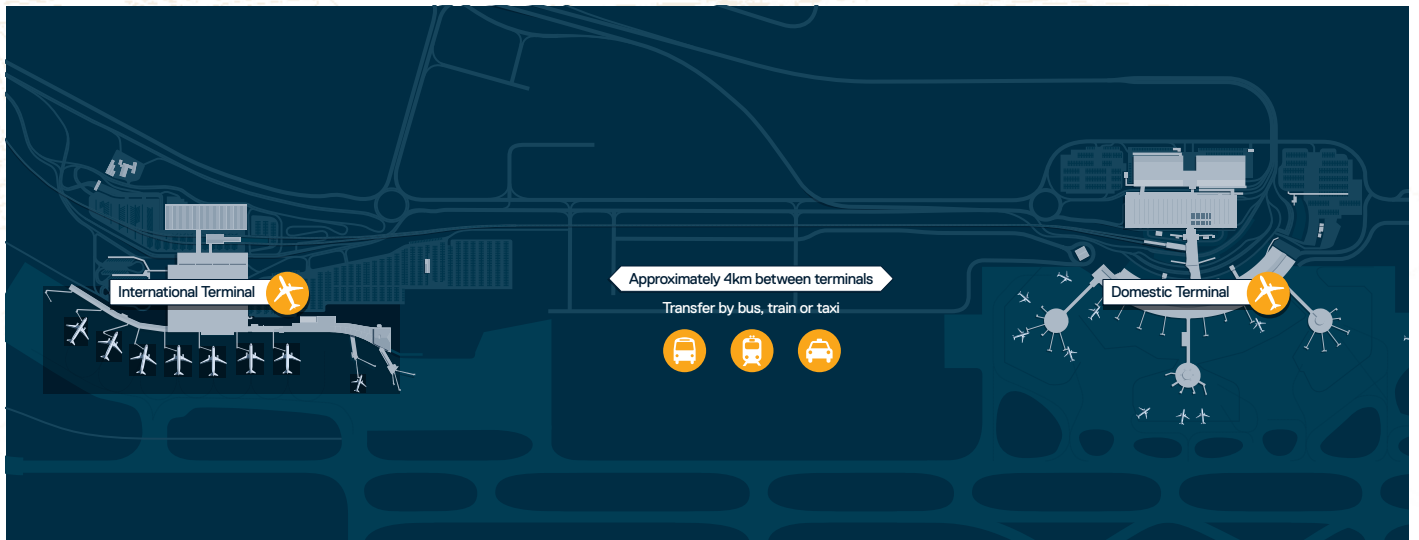 Approximately 4km between terminals
International Terminal
Domestic Terminal
Transfer by bus, train or taxi